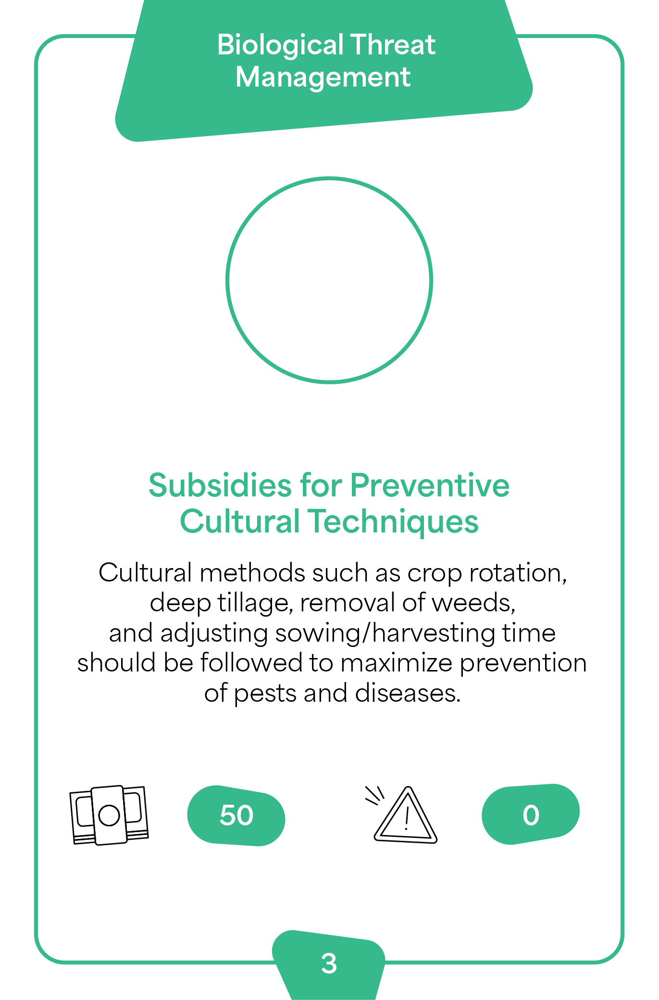 Biological Threat
Management
Subsidies for Preventive
Cultural Techniques
Cultural methods such as crop rotation,
deep tillage, removal of weeds,
and adjusting sowing/harvesting time
should be followed to maximize prevention
of pests and diseases.
50
0
3